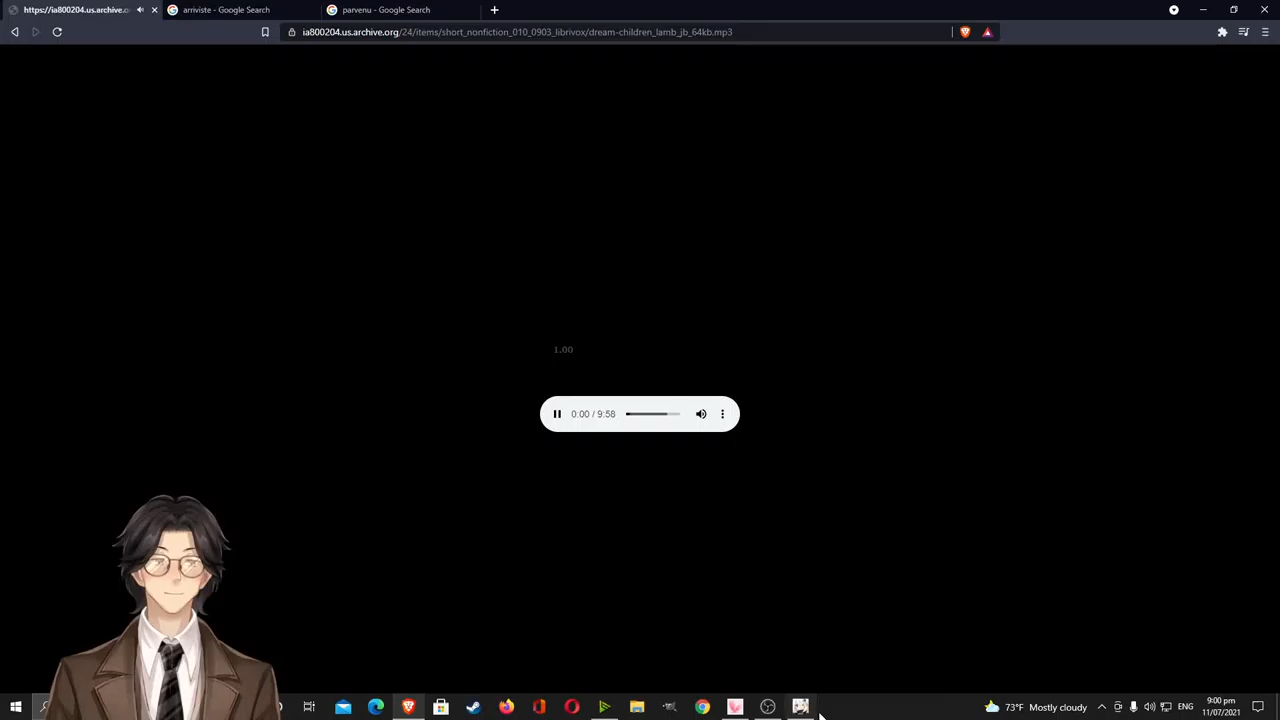 https://ia800204.us.archive.o
arriviste - Google Search
parvenu - Google Search
ia800204.us.archive.org/24/items/short_nonfiction_010_0903_librivox/dream-children_lamb_jb_64kb.mp3
1.00
0:00 / 9:58
73°F Mostly cloudy
ENG
9:00 pm
11/07/2021